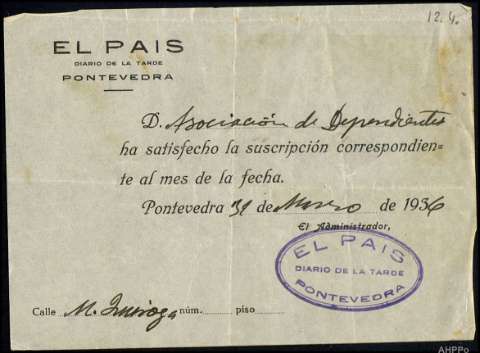 12.4.
EL PAIS
DIARIO DE LA TARDE
PONTEVEDRA
D. Asociación de Dependientes
ha satisfecho la suscripción correspondien=
te al mes de la fecha.
Pontevedra 31 de Marzo de 1936
El Administrador,
EL PAIS
DIARIO DE LA TARDE
PONTEVEDRA
Calle M. Quiroga núm. piso
AHPPo